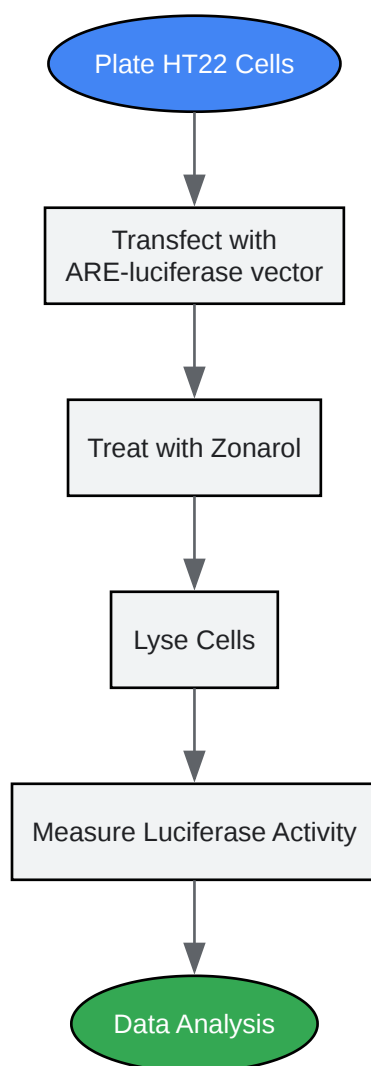 Plate HT22 Cells
Transfect with
ARE-luciferase vector
Treat with Zonarol
Lyse Cells
Measure Luciferase Activity
Data Analysis